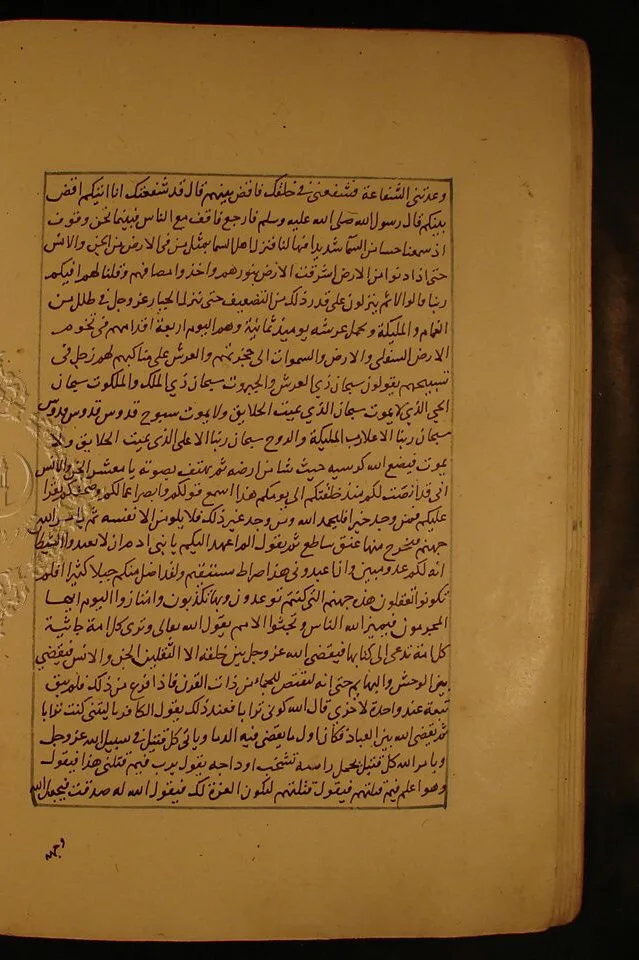 وعدتني الشفاعة فشفعني في خلقك فاقض بينهم قال قد شفعتك انا اتيكم اقض
بينكم قال رسول الله صلى الله عليه وسلم فارجع فاقف مع الناس فبينما نحن وقوف
اذ سمعنا حسا من السما شديدا فنزل اهل السما بمثلي من في الارض من الجن والانس
حتى اذا دنوا من الارض اشرقت الارض بنورهم واخذوا مصافهم وقلنا لهم افيكم
ربنا قالوا لا ثم ينزلون على قدر ذلك من التضعيف حتى ينزل الجبار عز وجل في ظلل من
الغمام والمليكة ويحمل عرشه يوميذ ثمانية وهم اليوم اربعة اقدامهم في تخوم
الارض السفلى والارض والسموات الى حجزتهم والعرش على مناكبهم لهم زجل في
تسبيحهم يقولون سبحان ذي العرش والجبروت سبحان ذي الملك والملكوت سبحان
الحي الذي لا يموت سبحان الذي يميت الخلايق ولا يموت سبوح قدوس قدوس قدوس
سبحان ربنا الاعلى رب المليكة والروح سبحان ربنا الاعلى الذي يميت الخلايق ولا
يموت فيضع الله كرسيه حيث شا من ارضه ثم يهتف بصوته يا معشر الجن والانس
اني قد انصت لكم منذ خلقتكم الى يومكم هذا اسمع قولكم وابصر اعمالكم وصحفكم تقرا
عليكم فمن وجد خيرا فليحمد الله ومن وجد غير ذلك فلا يلومن الا نفسه ثم يامر الله
جهنم فيخرج منها عنق ساطع ثم يقول الم اعهد اليكم يا بني ادم ان لا تعبدوا الشيطان
انه لكم عدو مبين وان اعبدوني هذا صراط مستقيم ولقد اضل منكم جبلا كثيرا افلم
تكونوا تعقلون هذه جهنم التي كنتم توعدون وبها تكذبون وامتازوا اليوم ايها
المجرمون فيميز الله الناس وتجثوا الامم يقول الله تعالى وترى كل امة جاثية
كل امة تدعى الى كتابها فيقضي الله عز وجل بين خلقه الا الثقلين الجن والانس فيقضي
بين الوحش والبهايم حتى انه ليقتص للجما من ذات القرن فاذا فرغ من ذلك فلم يبق
تبعة عند واحدة لاخرى قال الله كوني ترابا فعند ذلك يقول الكافر يا ليتني كنت ترابا
ثم يقضي الله بين العباد فكان اول ما يقضي فيه الدما وياتي كل قتيل في سبيل الله عز وجل
ويامر الله كل قتيل يحمل راسه تشخب اوداجه يقول يرب فيم قتلني هذا فيقول
وهو اعلم فيم قتلتهم فيقول قتلتهم لتكون العزة لك فيقول الله له صدقت فيجعل الله
وجهه